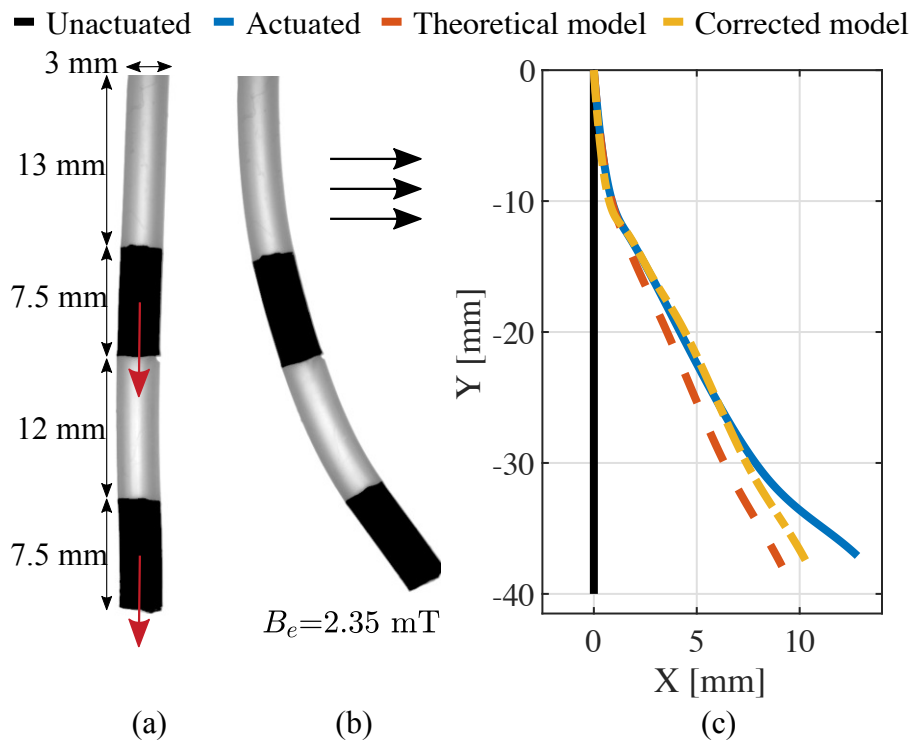 Unactuated Actuated Theoretical model Corrected model
3 mm
13 mm
7.5 mm
12 mm
7.5 mm
B_e=2.35 mT
0
-10
-20
-30
-40
Y [mm]
0 5 10
X [mm]
(a) (b) (c)